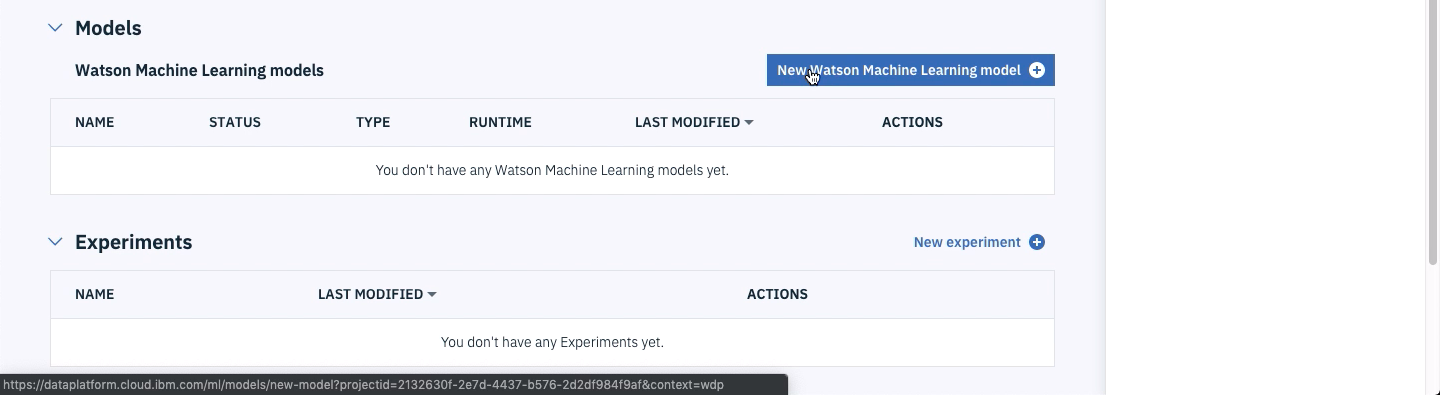 Models
Watson Machine Learning models
New Watson Machine Learning model
NAME STATUS TYPE RUNTIME LAST MODIFIED ACTIONS
You don't have any Watson Machine Learning models yet.
Experiments
New experiment
NAME LAST MODIFIED ACTIONS
You don't have any Experiments yet.
https://dataplatform.cloud.ibm.com/ml/models/new-model?projectid=2132630f-2e7d-4437-b576-2d2df984f9af&context=wdp